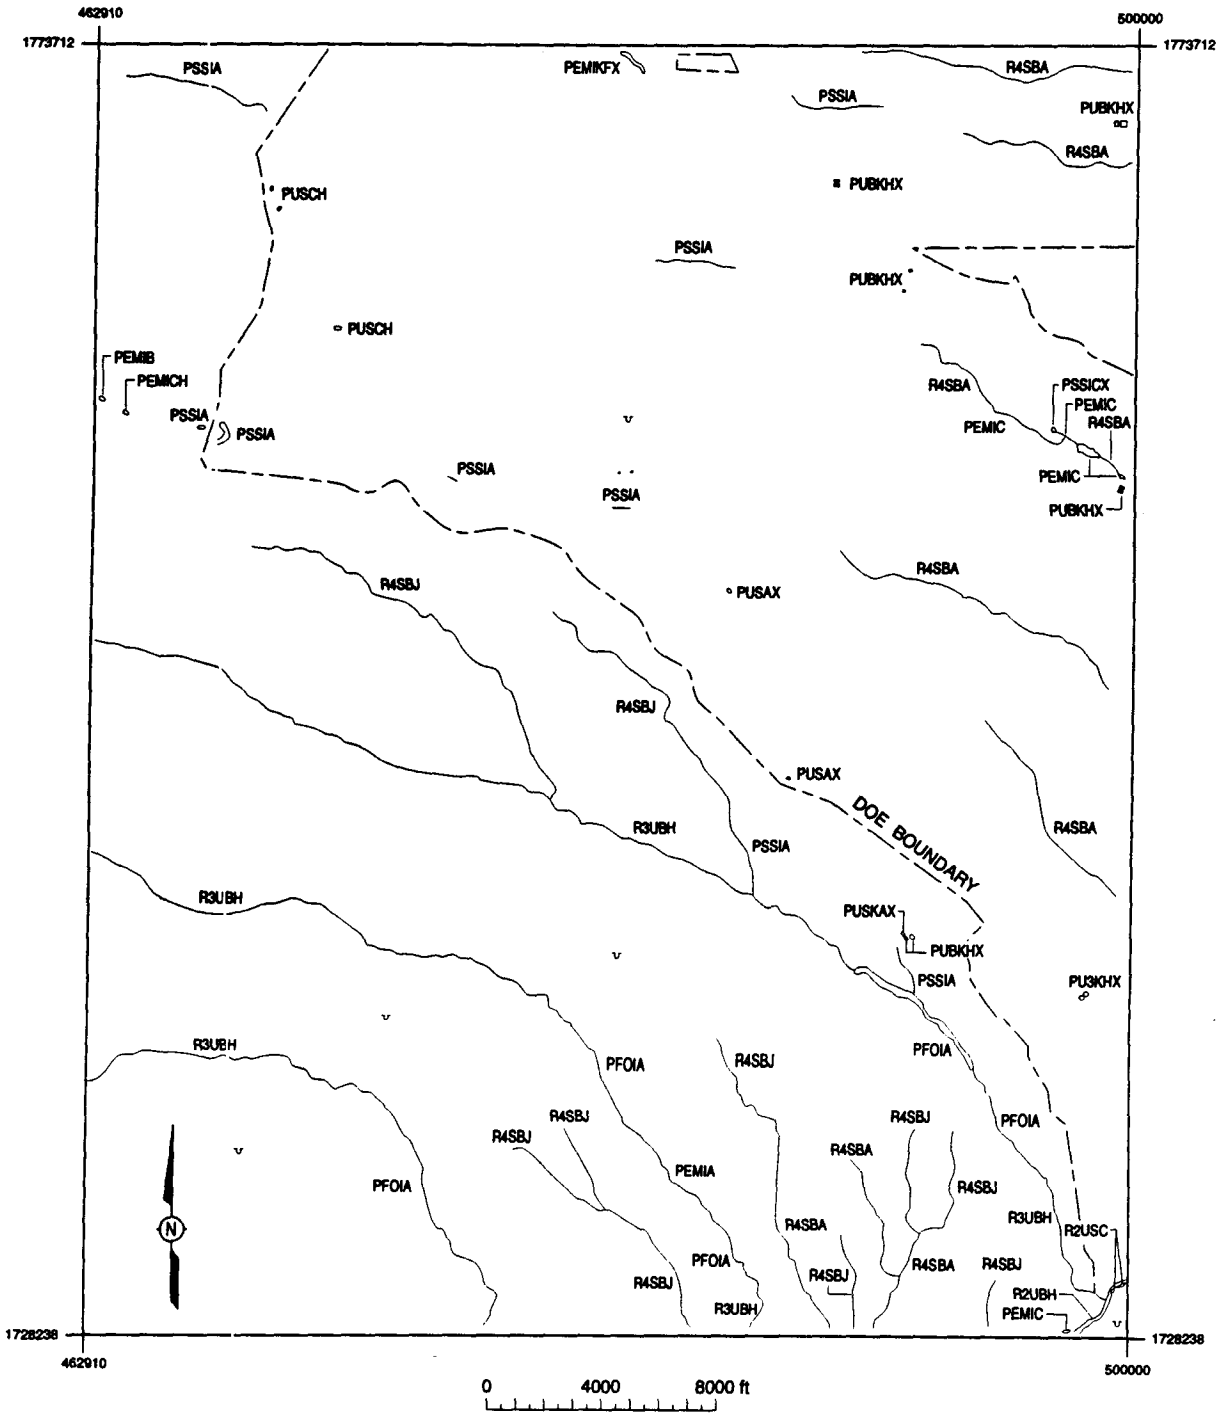 462910
500000
1773712
1773712
PSSIA
PEMIKFX
R4SBA
PSSIA
PUBKHX
R4SBA
PUBKHX
PUSCH
PSSIA
PUBKHX
PUSCH
PEMIB
PEMICH
R4SBA
PSSICX
PEMIC
PSSIA
R4SBA
PEMIC
PSSIA
PSSIA
PEMIC
PSSIA
PUBKHX
R4SBA
R4SBJ
PUSAX
R4SBJ
PUSAX
DOE BOUNDARY
R3UBH
R4SBA
PSSIA
R3UBH
PUSKAX
PUBKHX
PSSIA
PU3KHX
R3UBH
PFOIA
PFOIA
R4SBJ
R4SBJ
R4SBJ
PFOIA
R4SBJ
R4SBA
PEMIA
PFOIA
R4SBJ
R3UBH
R4SBA
R2USC
PFOIA
R4SBA
R4SBJ
R4SBJ
R4SBJ
R2UBH
N
R3UBH
PEMIC
1728238
1728238
462910
500000
0 4000 8000 ft